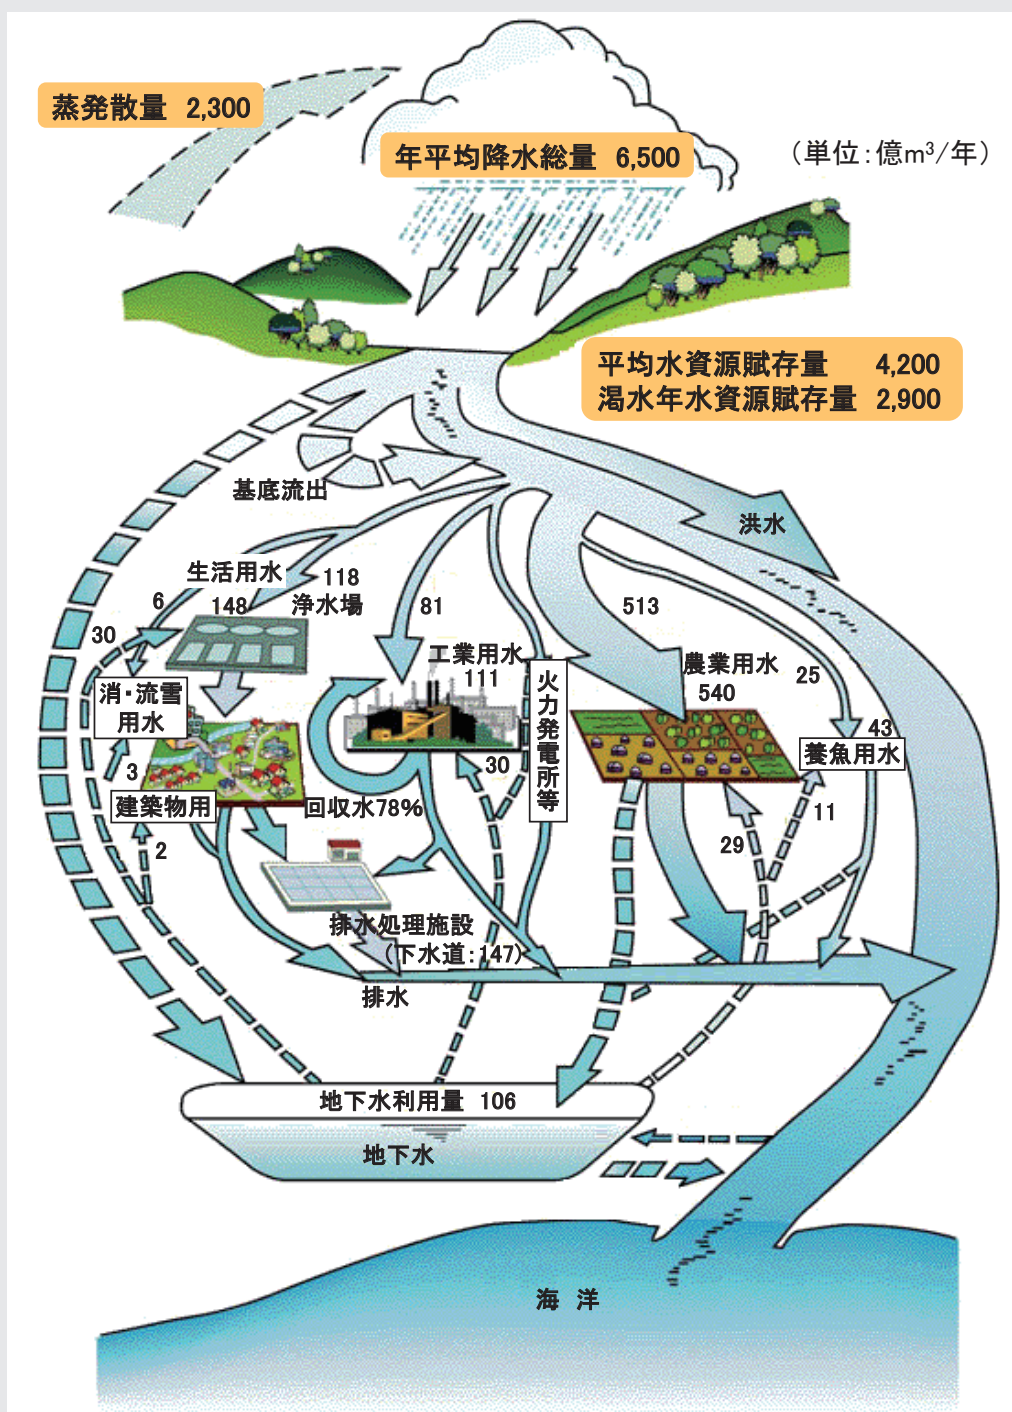 蒸発散量 2,300
年平均降水総量 6,500
（単位：億m³/年）
平均水資源賦存量 4,200
渇水年水資源賦存量 2,900
基底流出
洪水
生活用水
118
6
148
浄水場
81
513
30
工業用水
111
農業用水
540
25
消・流雪
用水
火力発電所等
43
養魚用水
3
30
建築物用
回収水78%
11
2
29
排水処理施設
（下水道：147）
排水
地下水利用量 106
地下水
海 洋